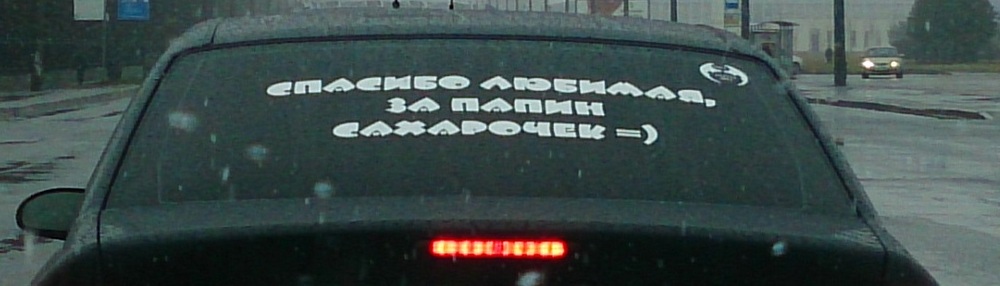 СПАСИБО ЛЮБИМАЯ,
ЗА ПАПИН
САХАРОЧЕК =)